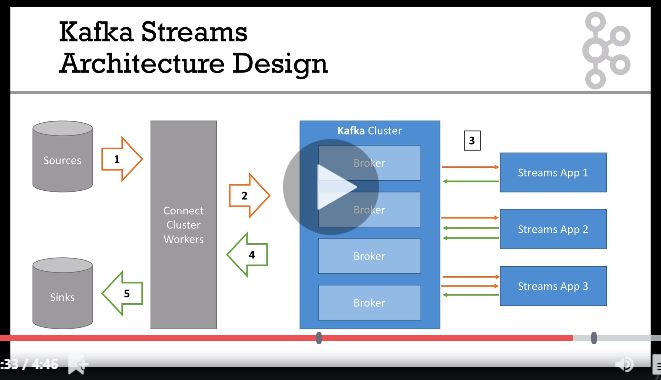 Kafka Streams
Architecture Design
Sources
1
Connect
Cluster
Workers
2
Kafka Cluster
Broker
Broker
Broker
Broker
3
Streams App 1
Streams App 2
Streams App 3
4
5
Sinks
:33 / 4:46